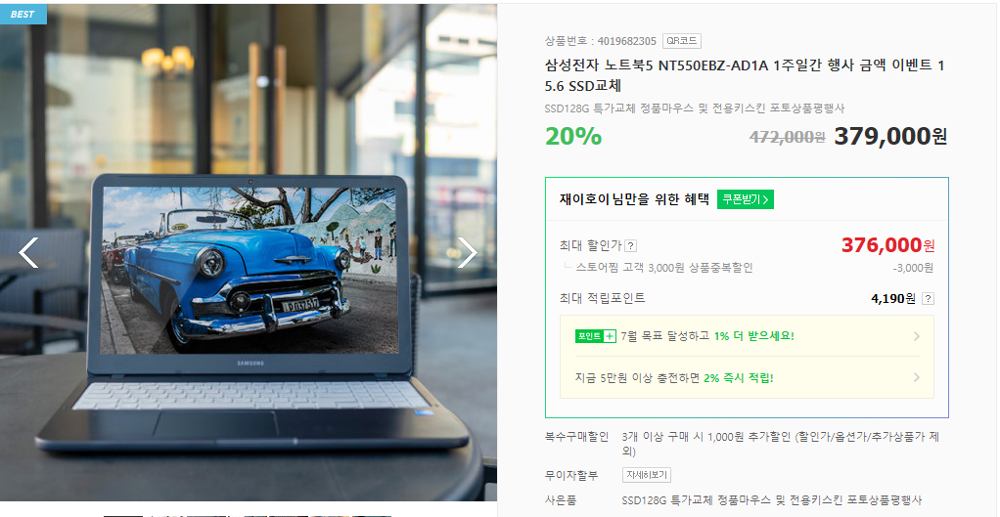 BEST
상품번호 : 4019682305 QR코드
삼성전자 노트북5 NT550EBZ-AD1A 1주일간 행사 금액 이벤트 1
5.6 SSD교체
SSD128G 특가교체 정품마우스 및 전용키스킨 포토상품평행사
20% 472,000원 379,000원
재이호이님만을 위한 혜택 쿠폰받기
최대 할인가 ? 376,000원
스토어찜 고객 3,000원 상품중복할인 -3,000원
최대 적립포인트 4,190원 ?
포인트+ 7월 목표 달성하고 1% 더 받으세요!
지금 5만원 이상 충전하면 2% 즉시 적립!
복수구매할인 3개 이상 구매 시 1,000원 추가할인 (할인가/옵션가/추가상품가 제
외)
무이자할부 자세히보기
사은품 SSD128G 특가교체 정품마우스 및 전용키스킨 포토상품평행사
SAMSUNG